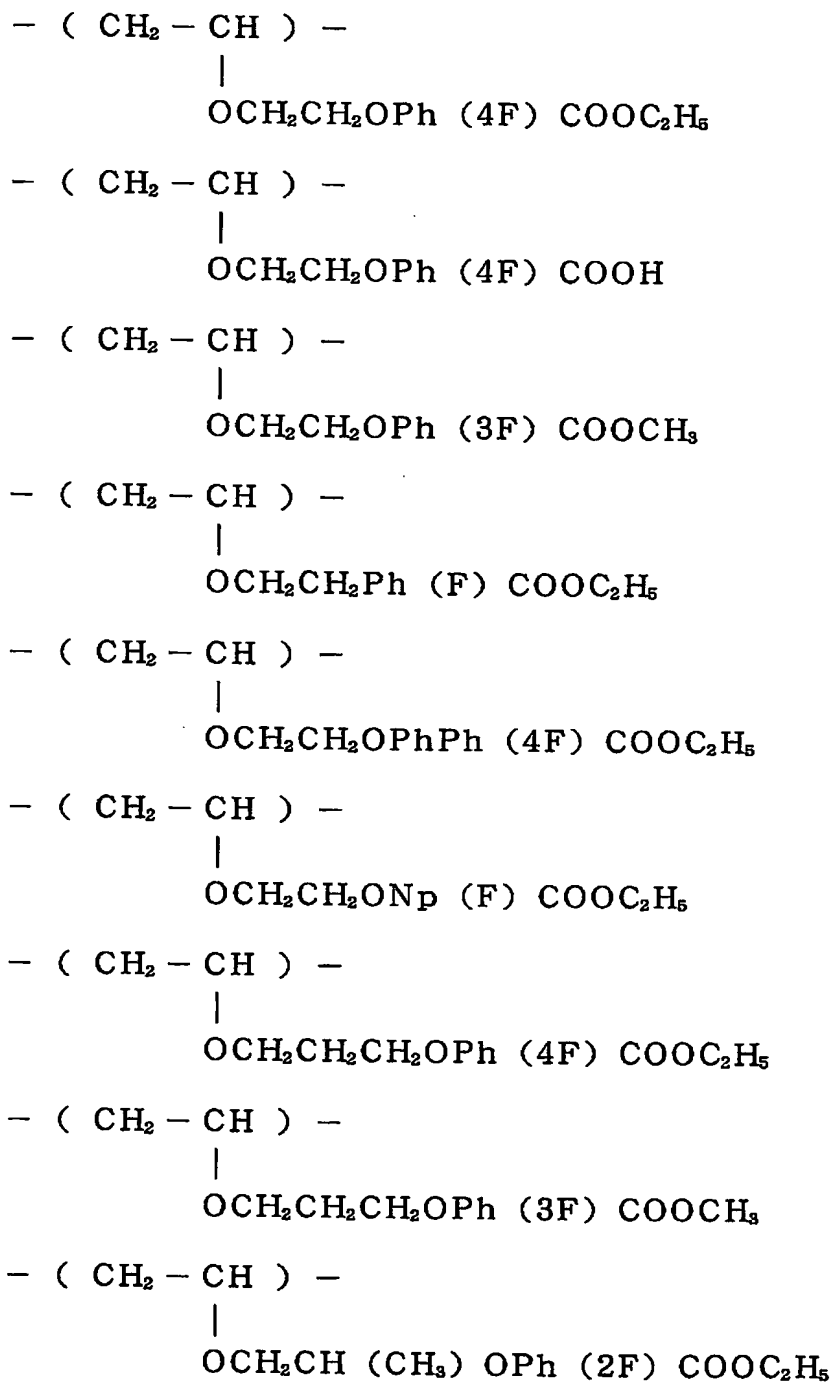 — ( CH₂ — CH ) —
|
OCH₂CH₂OPh (4F) COOC₂H₅
— ( CH₂ — CH ) —
|
OCH₂CH₂OPh (4F) COOH
— ( CH₂ — CH ) —
|
OCH₂CH₂OPh (3F) COOCH₃
— ( CH₂ — CH ) —
|
OCH₂CH₂Ph (F) COOC₂H₅
— ( CH₂ — CH ) —
|
OCH₂CH₂OPhPh (4F) COOC₂H₅
— ( CH₂ — CH ) —
|
OCH₂CH₂ONp (F) COOC₂H₅
— ( CH₂ — CH ) —
|
OCH₂CH₂CH₂OPh (4F) COOC₂H₅
— ( CH₂ — CH ) —
|
OCH₂CH₂CH₂OPh (3F) COOCH₃
— ( CH₂ — CH ) —
|
OCH₂CH (CH₃) OPh (2F) COOC₂H₅